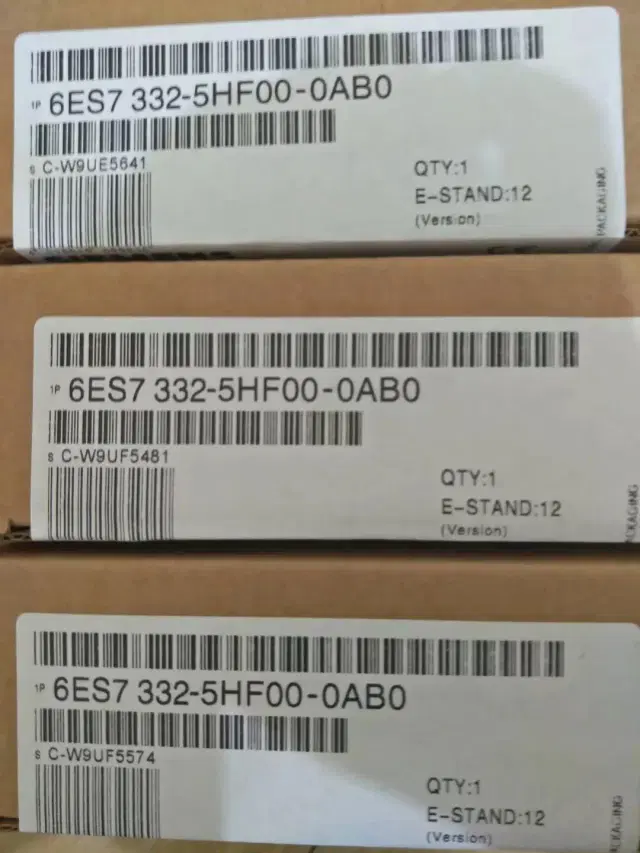 1P 6ES7 332-5HF00-0AB0
S C-W9UE5641
QTY:1
E-STAND:12
(Version)
PACKAGING
1P 6ES7 332-5HF00-0AB0
S C-W9UF5481
QTY:1
E-STAND:12
(Version)
1P 6ES7 332-5HF00-0AB0
S C-W9UF5574
QTY:1
E-STAND:12
(Version)